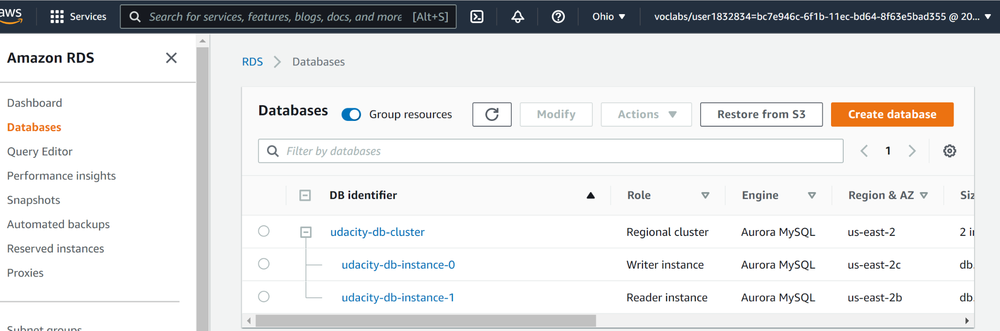 aws
Services
Search for services, features, blogs, docs, and more [Alt+S]
Ohio
voclabs/user1832834=bc7e946c-6f1b-11ec-bd64-8f63e5bad355 @ 20...
Amazon RDS
Dashboard
Databases
Query Editor
Performance insights
Snapshots
Automated backups
Reserved instances
Proxies
Subnet groups
RDS > Databases
Databases
Group resources
Modify
Actions
Restore from S3
Create database
Filter by databases
1
DB identifier Role Engine Region & AZ Siz
udacity-db-cluster Regional cluster Aurora MySQL us-east-2 2 i
udacity-db-instance-0 Writer instance Aurora MySQL us-east-2c db.
udacity-db-instance-1 Reader instance Aurora MySQL us-east-2b db.